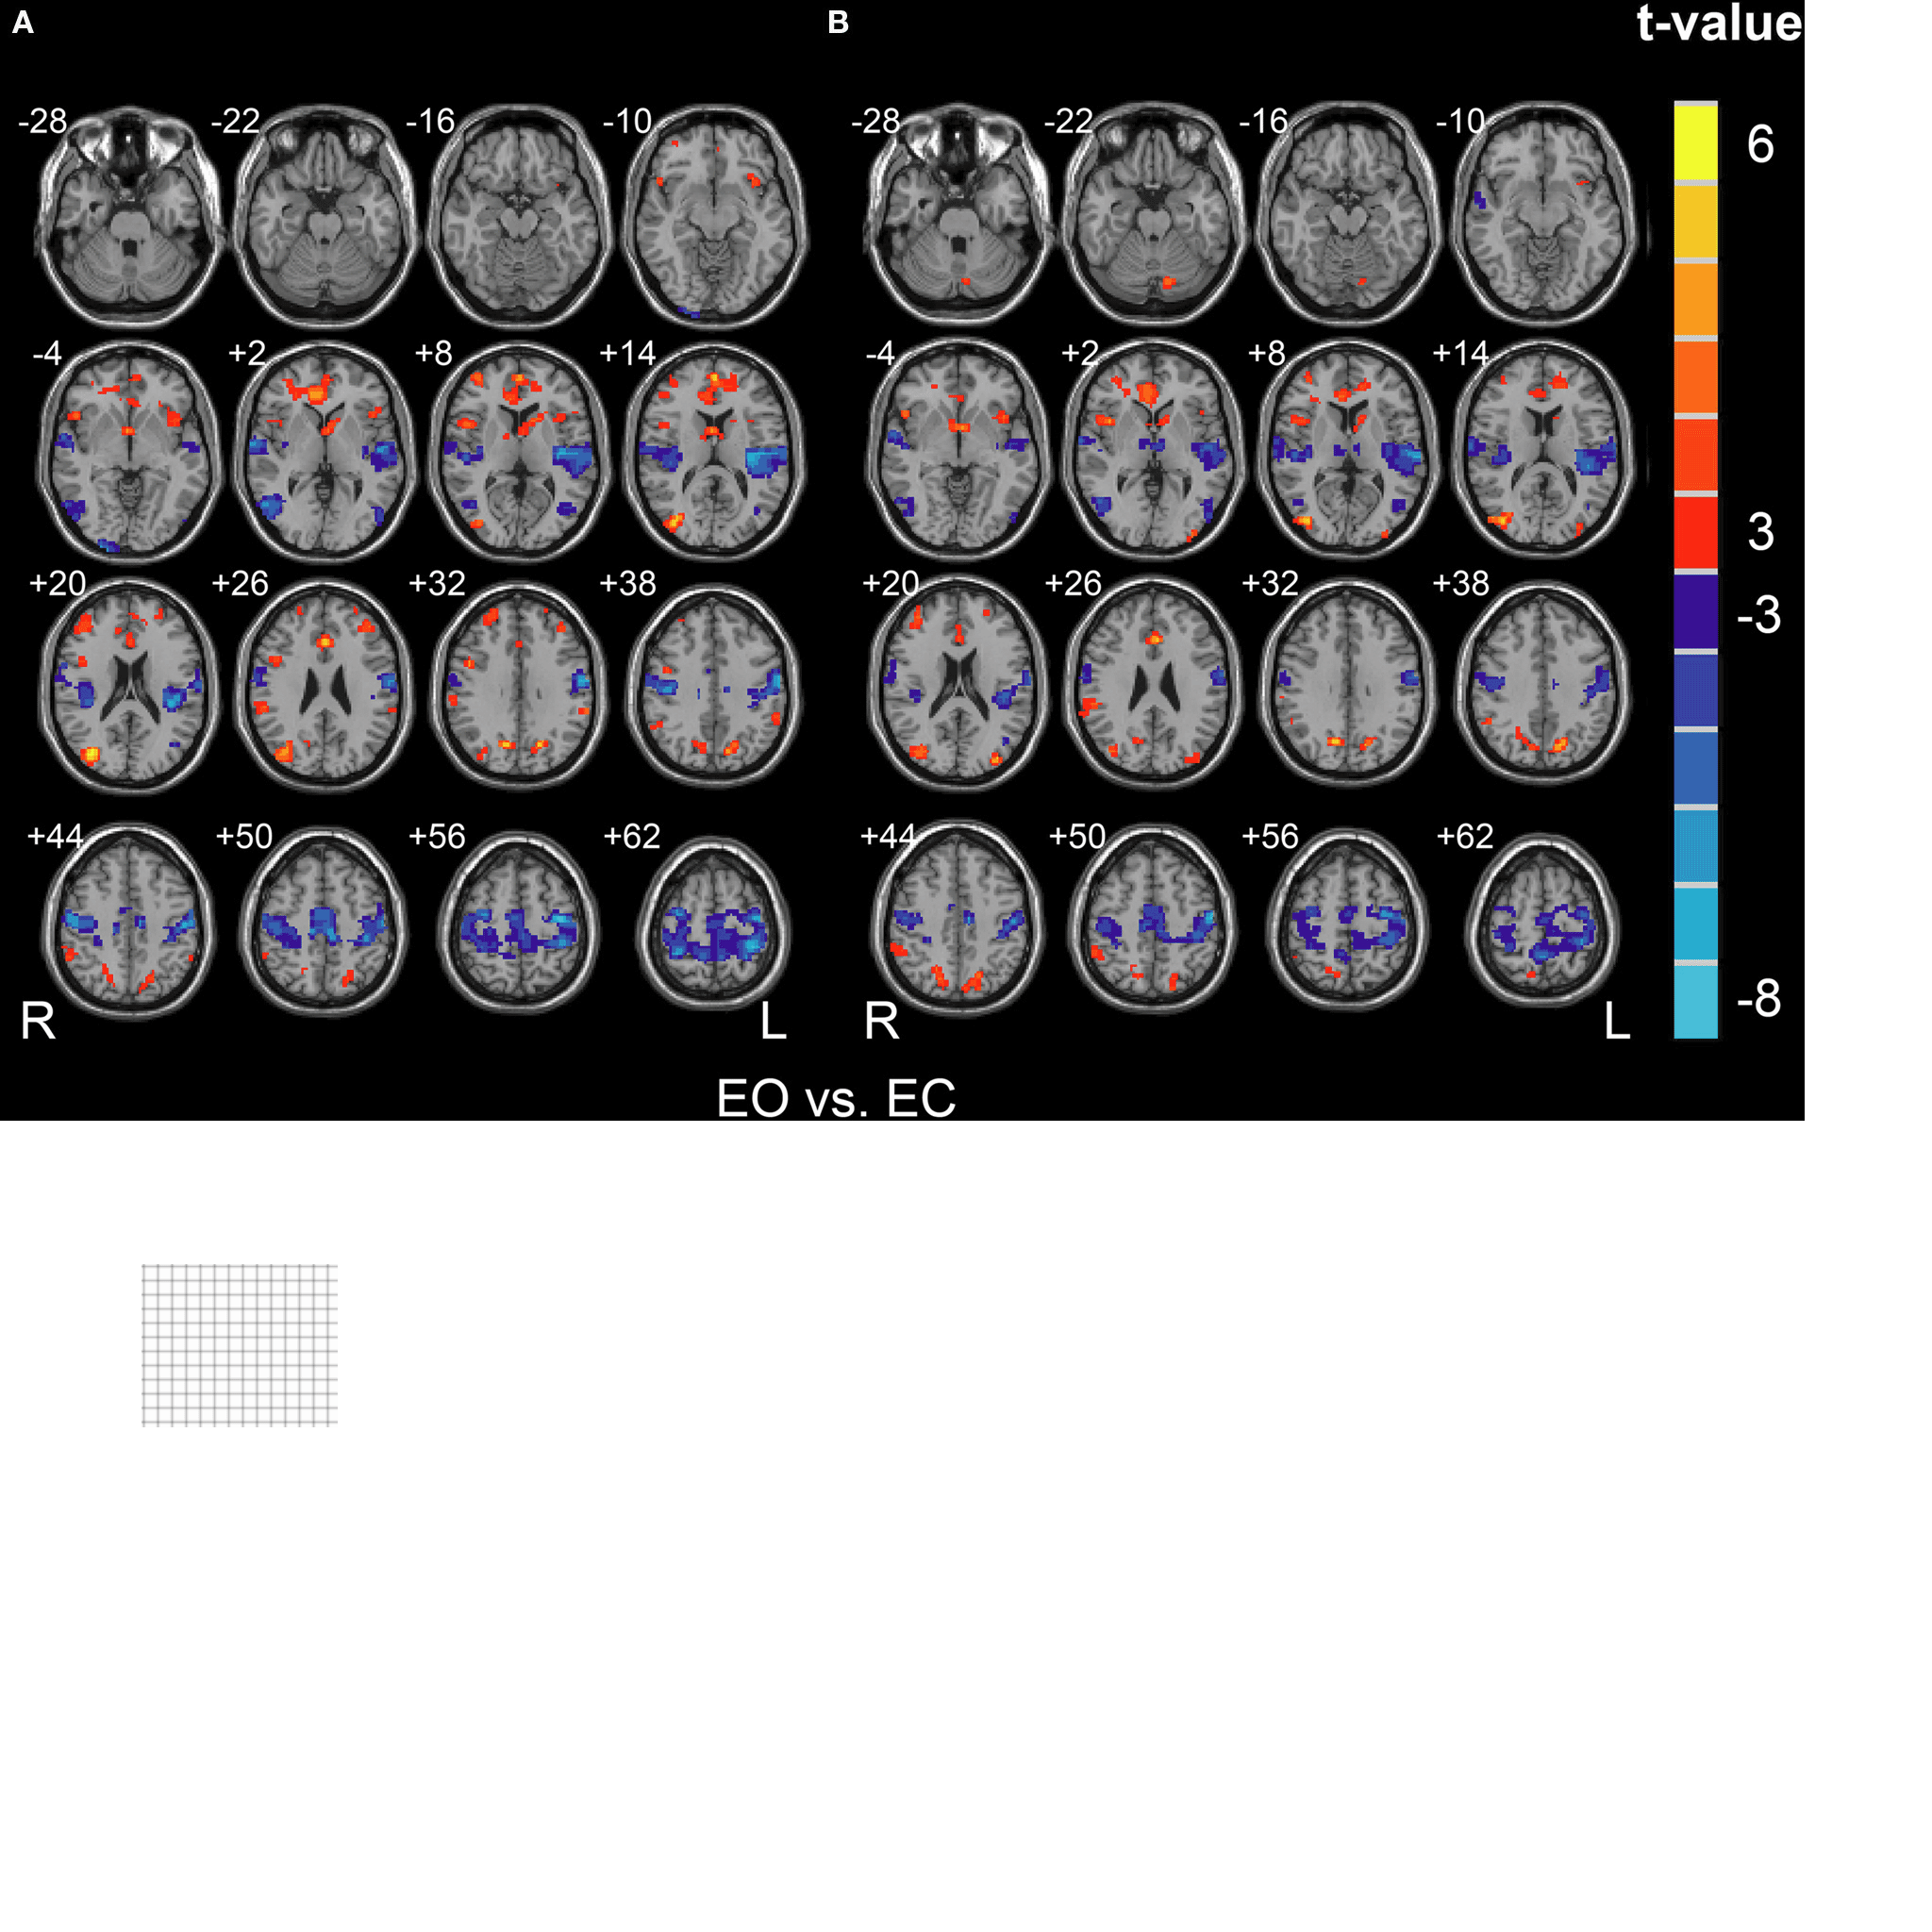 A
B
t-value
-28 -22 -16 -10
-28 -22 -16 -10
6
-4 +2 +8 +14
-4 +2 +8 +14
3
+20 +26 +32 +38
+20 +26 +32 +38
-3
+44 +50 +56 +62
+44 +50 +56 +62
-8
R L
R L
EO vs. EC